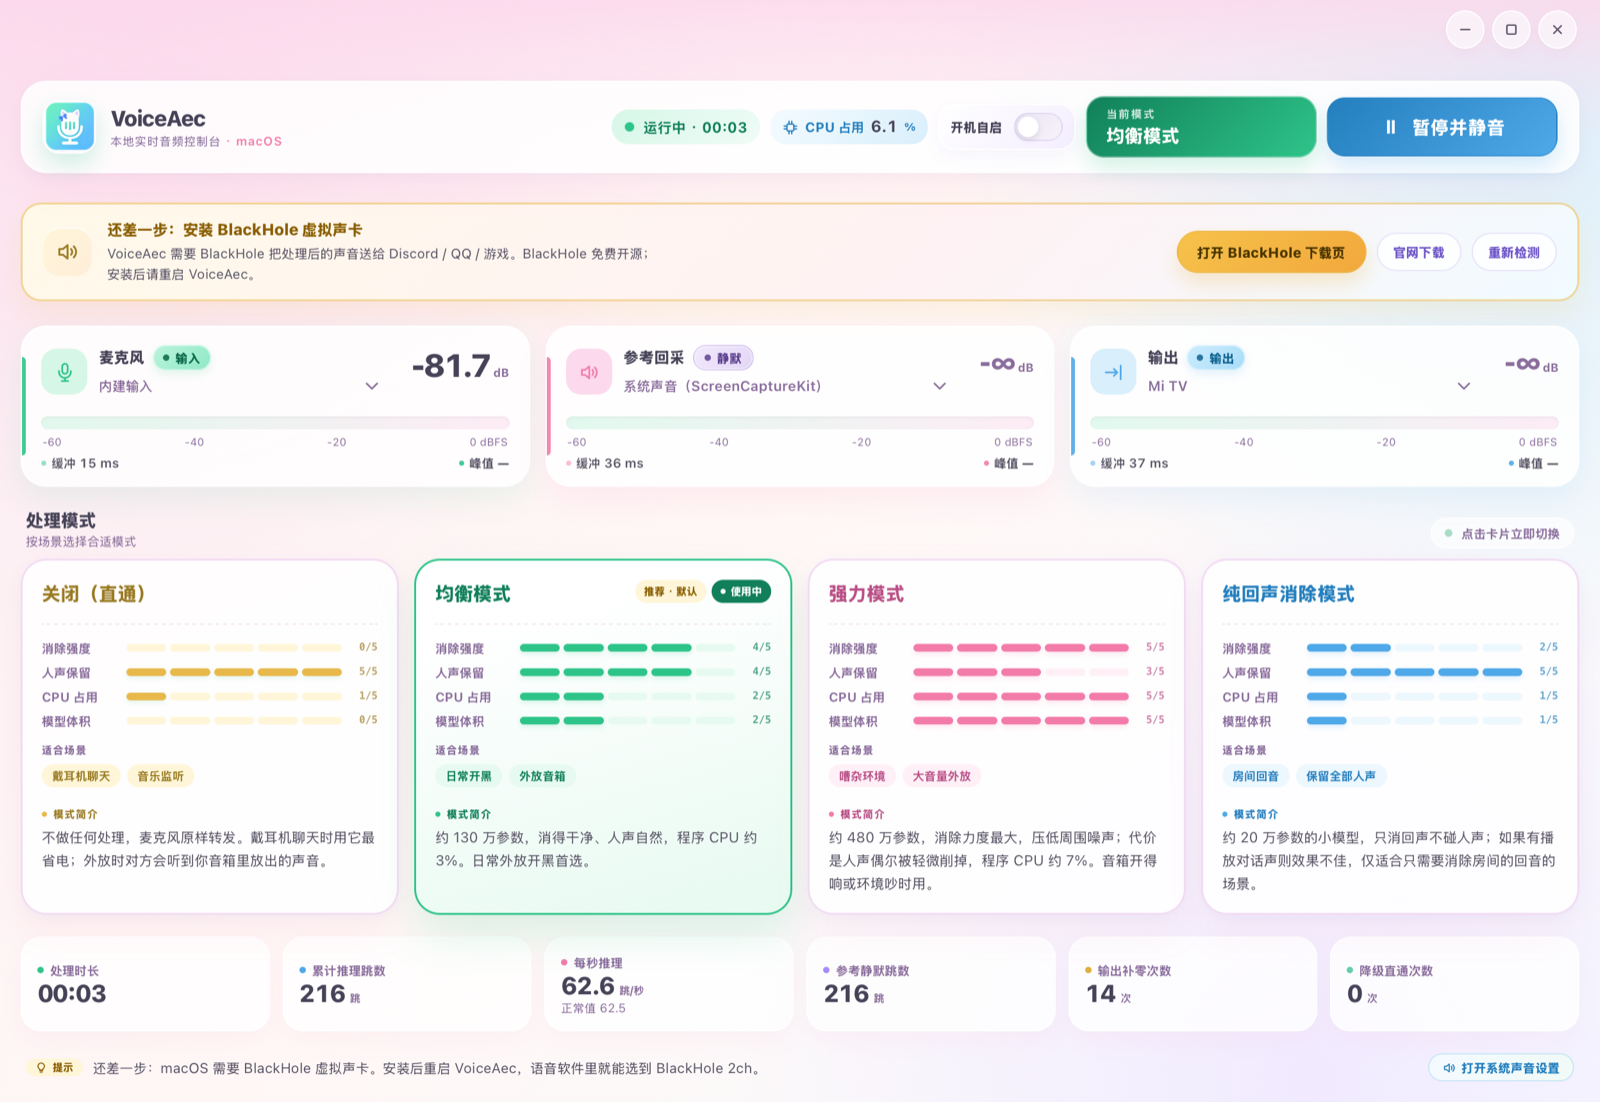 VoiceAec
本地实时音频控制台 · macOS
运行中 · 00:03
CPU 占用 6.1 %
开机自启
当前模式
均衡模式
暂停并静音
还差一步：安装 BlackHole 虚拟声卡
VoiceAec 需要 BlackHole 把处理后的声音送给 Discord / QQ / 游戏。BlackHole 免费开源；
安装后请重启 VoiceAec。
打开 BlackHole 下载页
官网下载
重新检测
麦克风
输入
内建输入
-81.7 dB
-60 -40 -20 0 dBFS
缓冲 15 ms
峰值 —
参考回采
静默
系统声音（ScreenCaptureKit）
-∞ dB
-60 -40 -20 0 dBFS
缓冲 36 ms
峰值 —
输出
输出
Mi TV
-∞ dB
-60 -40 -20 0 dBFS
缓冲 37 ms
峰值 —
处理模式
按场景选择合适模式
点击卡片立即切换
关闭（直通）
消除强度 0/5
人声保留 5/5
CPU 占用 1/5
模型体积 0/5
适合场景
戴耳机聊天 音乐监听
模式简介
不做任何处理，麦克风原样转发。戴耳机聊天时用它最
省电；外放时对方会听到你音箱里放出的声音。
均衡模式
推荐 · 默认
使用中
消除强度 4/5
人声保留 4/5
CPU 占用 2/5
模型体积 2/5
适合场景
日常开黑 外放音箱
模式简介
约 130 万参数，消得干净、人声自然，程序 CPU 约
3%。日常外放开黑首选。
强力模式
消除强度 5/5
人声保留 3/5
CPU 占用 5/5
模型体积 5/5
适合场景
嘈杂环境 大音量外放
模式简介
约 480 万参数，消除力度最大，压低周围噪声；代价
是人声偶尔被轻微削掉，程序 CPU 约 7%。音箱开得
响或环境吵时用。
纯回声消除模式
消除强度 2/5
人声保留 5/5
CPU 占用 1/5
模型体积 1/5
适合场景
房间回音 保留全部人声
模式简介
约 20 万参数的小模型，只消回声不碰人声；如果有播
放对话声则效果不佳，仅适合只需要消除房间的回音的
场景。
处理时长
00:03
累计推理跳数
216 跳
每秒推理
62.6 跳/秒
正常值 62.5
参考静默跳数
216 跳
输出补零次数
14 次
降级直通次数
0 次
提示
还差一步：macOS 需要 BlackHole 虚拟声卡。安装后重启 VoiceAec，语音软件里就能选到 BlackHole 2ch。
打开系统声音设置